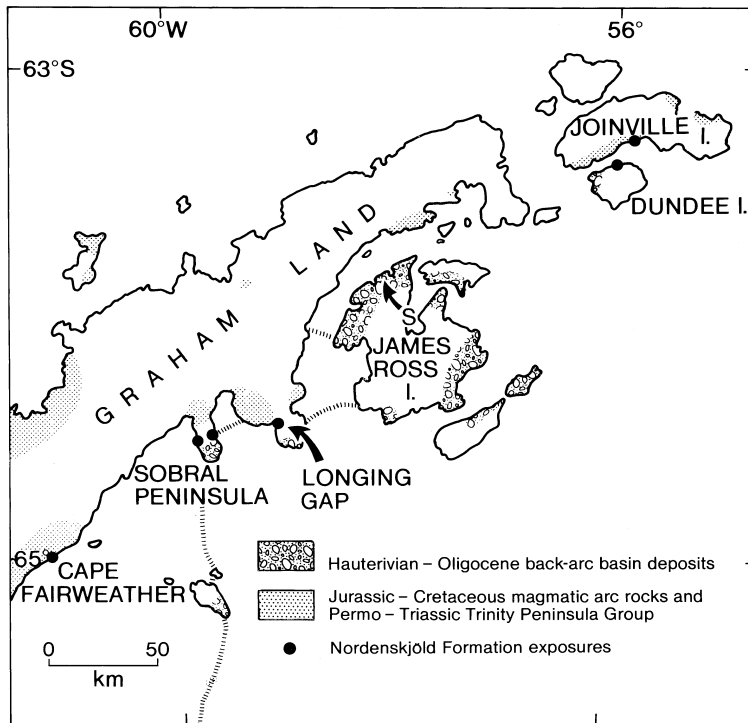 60°W
56°
63°S
JOINVILLE
I.
DUNDEE I.
GRAHAM LAND
S
JAMES
ROSS
I.
SOBRAL
PENINSULA
LONGING
GAP
65°
CAPE
FAIRWEATHER
Hauterivian – Oligocene back-arc basin deposits
Jurassic – Cretaceous magmatic arc rocks and
Permo – Triassic Trinity Peninsula Group
Nordenskjöld Formation exposures
0 50
km